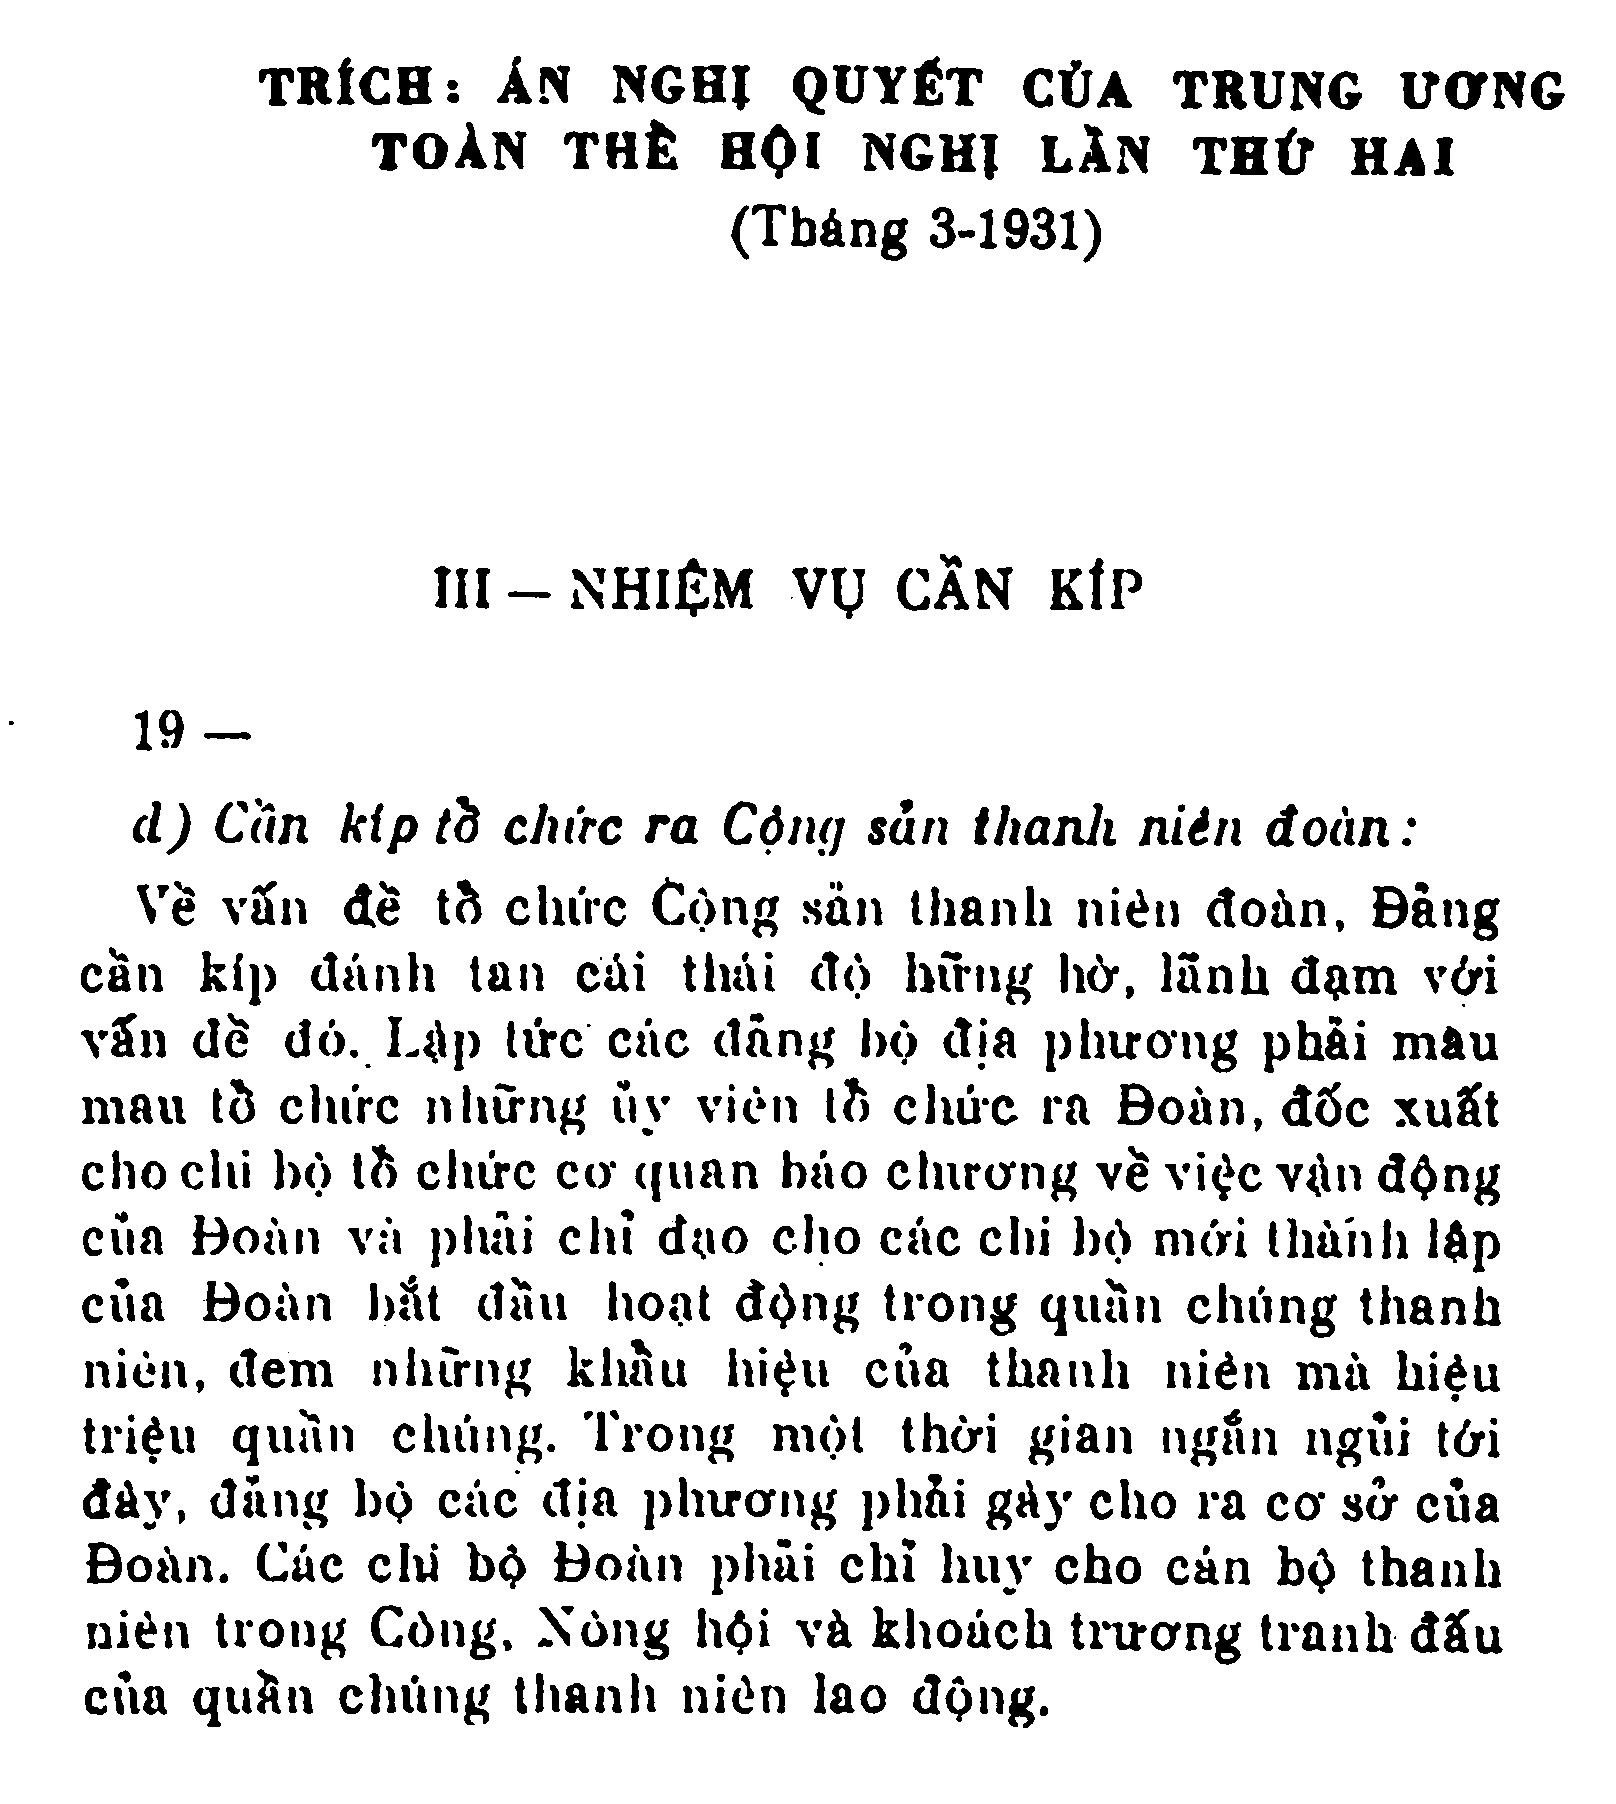 TRÍCH: ÁN NGHỊ QUYẾT CỦA TRUNG ƯƠNG
TOÀN THỂ HỘI NGHỊ LẦN THỨ HAI
(Tháng 3-1931)
III — NHIỆM VỤ CẦN KÍP
19 —
d) Cần kíp tổ chức ra Cộng sản thanh niên đoàn:
Về vấn đề tổ chức Cộng sản thanh niên đoàn, Đảng
cần kíp đánh tan cái thái độ hững hờ, lãnh đạm với
vấn đề đó. Lập tức các đảng bộ địa phương phải mau
mau tổ chức những ủy viên tổ chức ra Đoàn, đốc xuất
cho chi bộ tổ chức cơ quan báo chương về việc vận động
của Đoàn và phải chỉ đạo cho các chi bộ mới thành lập
của Đoàn bắt đầu hoạt động trong quần chúng thanh
niên, đem những khẩu hiệu của thanh niên mà hiệu
triệu quần chúng. Trong một thời gian ngắn ngủi tới
đây, đảng bộ các địa phương phải gây cho ra cơ sở của
Đoàn. Các chi bộ Đoàn phải chỉ huy cho cán bộ thanh
niên trong Công, Nông hội và khoách trương tranh đấu
của quần chúng thanh niên lao động.